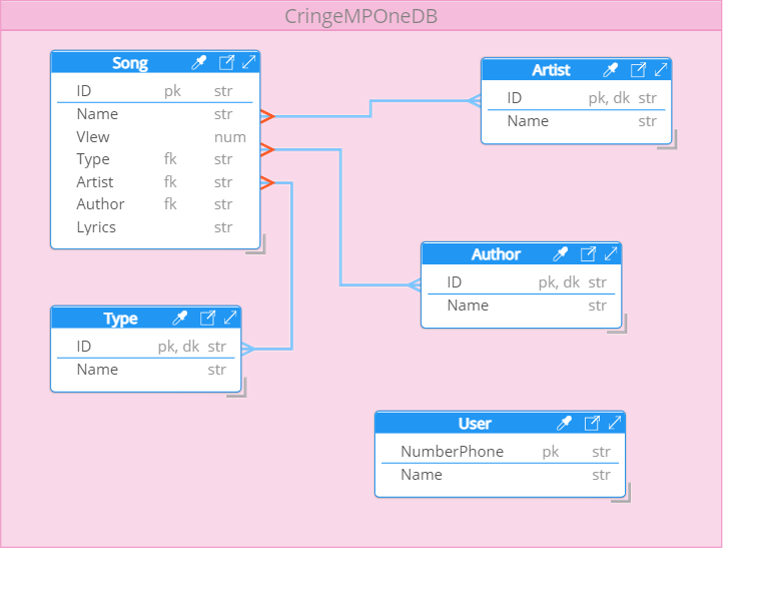 CringeMPOneDB
Song
ID pk str
Name str
VIew num
Type fk str
Artist fk str
Author fk str
Lyrics str
Artist
ID pk, dk str
Name str
Author
ID pk, dk str
Name str
Type
ID pk, dk str
Name str
User
NumberPhone pk str
Name str